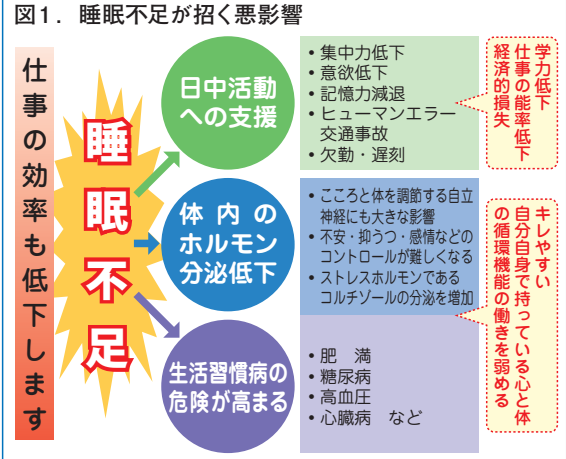 図1．睡眠不足が招く悪影響
仕事の効率も低下します
睡眠不足
日中活動
への支援
・集中力低下
・意欲低下
・記憶力減退
・ヒューマンエラー
交通事故
・欠勤・遅刻
学力低下
仕事の能率低下
経済的損失
体内の
ホルモン
分泌低下
・こころと体を調節する自立
神経にも大きな影響
・不安・抑うつ・感情などの
コントロールが難しくなる
・ストレスホルモンである
コルチゾールの分泌を増加
キレやすい
自分自身で持っている心と体
の循環機能の働きを弱める
生活習慣病の
危険が高まる
・肥　満
・糖尿病
・高血圧
・心臓病　など